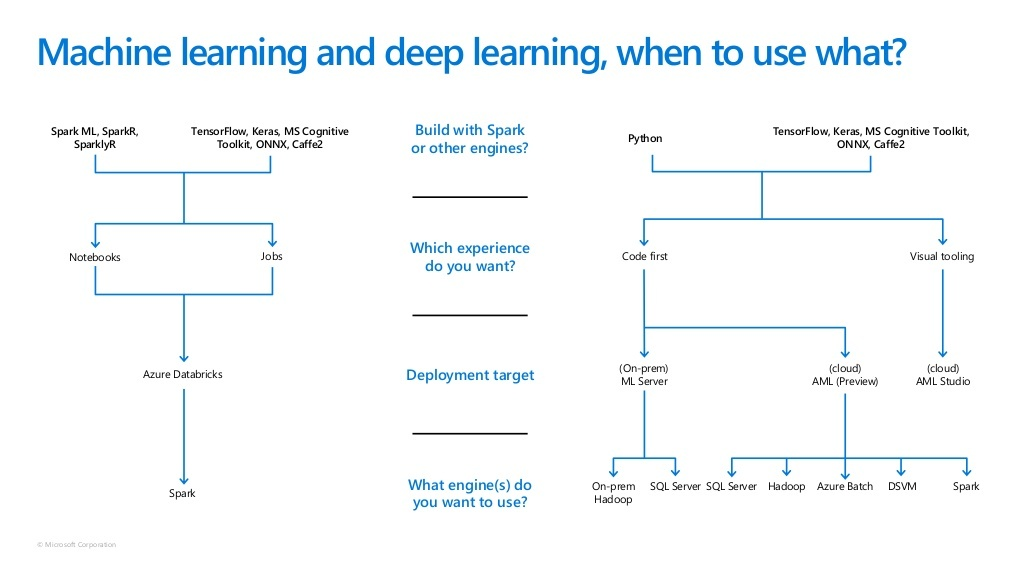 Machine learning and deep learning, when to use what?
Spark ML, SparkR,
SparklyR
TensorFlow, Keras, MS Cognitive
Toolkit, ONNX, Caffe2
Build with Spark
or other engines?
Python
TensorFlow, Keras, MS Cognitive Toolkit,
ONNX, Caffe2
Notebooks
Jobs
Which experience
do you want?
Code first
Visual tooling
Azure Databricks
Deployment target
(On-prem)
ML Server
(cloud)
AML (Preview)
(cloud)
AML Studio
Spark
What engine(s) do
you want to use?
On-prem
Hadoop
SQL Server
SQL Server
Hadoop
Azure Batch
DSVM
Spark
© Microsoft Corporation